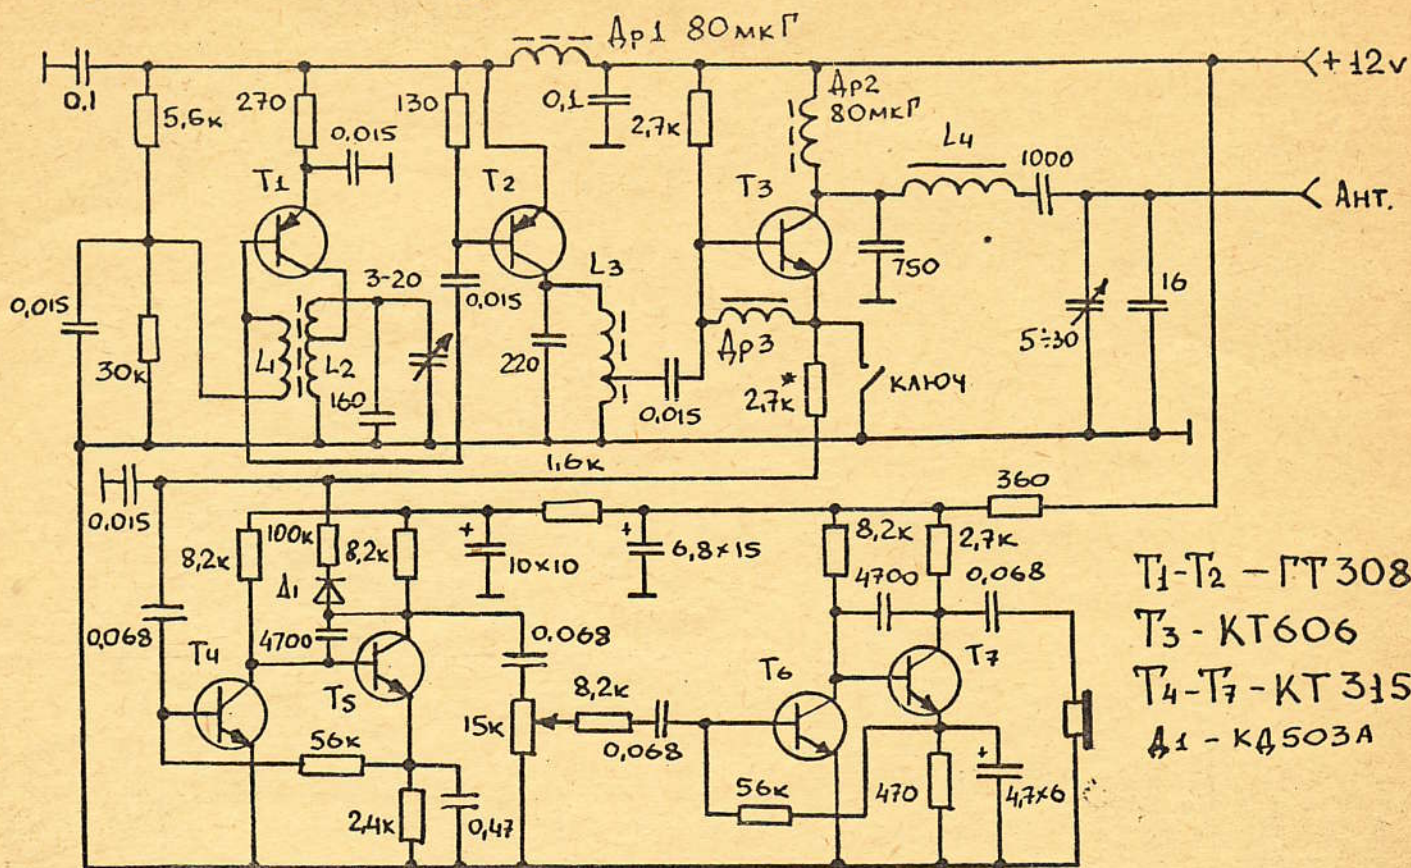 Др1 80мкГ
+12v
0,1
5,6к
270
130
0,1
2,7к
Др2
80мкГ
0,015
L4
1000
Т1
Т2
Т3
Ант.
L3
3-20
0,015
750
16
0,015
30к
L1
L2
160
220
Др3
2,7к*
ключ
5÷30
0,015
1,6к
360
0,015
8,2к
100к
8,2к
+
10×10
+
6,8×15
8,2к
2,7к
Д1
4700
0,068
0,068
4700
Т4
Т5
0,068
Т6
Т7
Т1-Т2 – ГТ308
Т3 - КТ606
Т4-Т7 - КТ315
Д1 - КД503А
15к
8,2к
0,068
56к
56к
2,4к
0,47
470
+
4,7×6